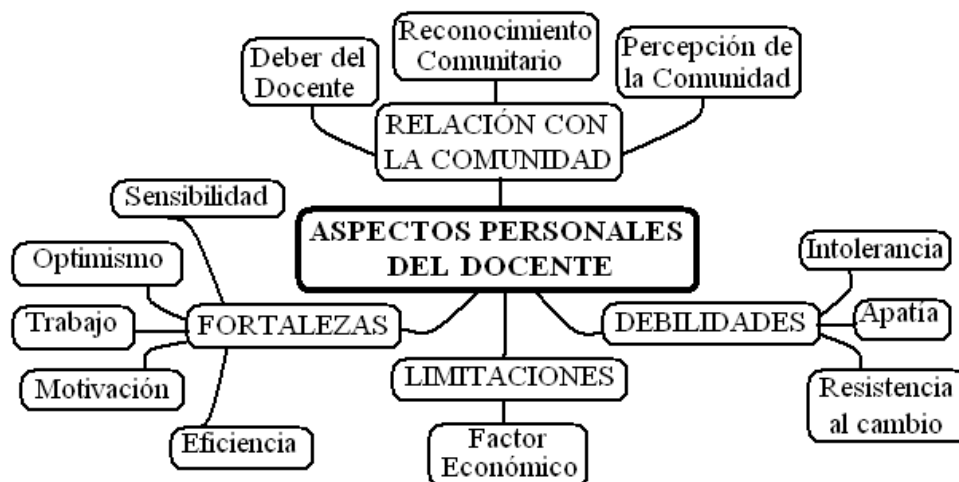 Reconocimiento
Comunitario
Deber del
Docente
Percepción de
la Comunidad
RELACIÓN CON
LA COMUNIDAD
ASPECTOS PERSONALES
DEL DOCENTE
Sensibilidad
Optimismo
Trabajo
Motivación
Eficiencia
FORTALEZAS
LIMITACIONES
Factor
Económico
DEBILIDADES
Intolerancia
Apatía
Resistencia
al cambio